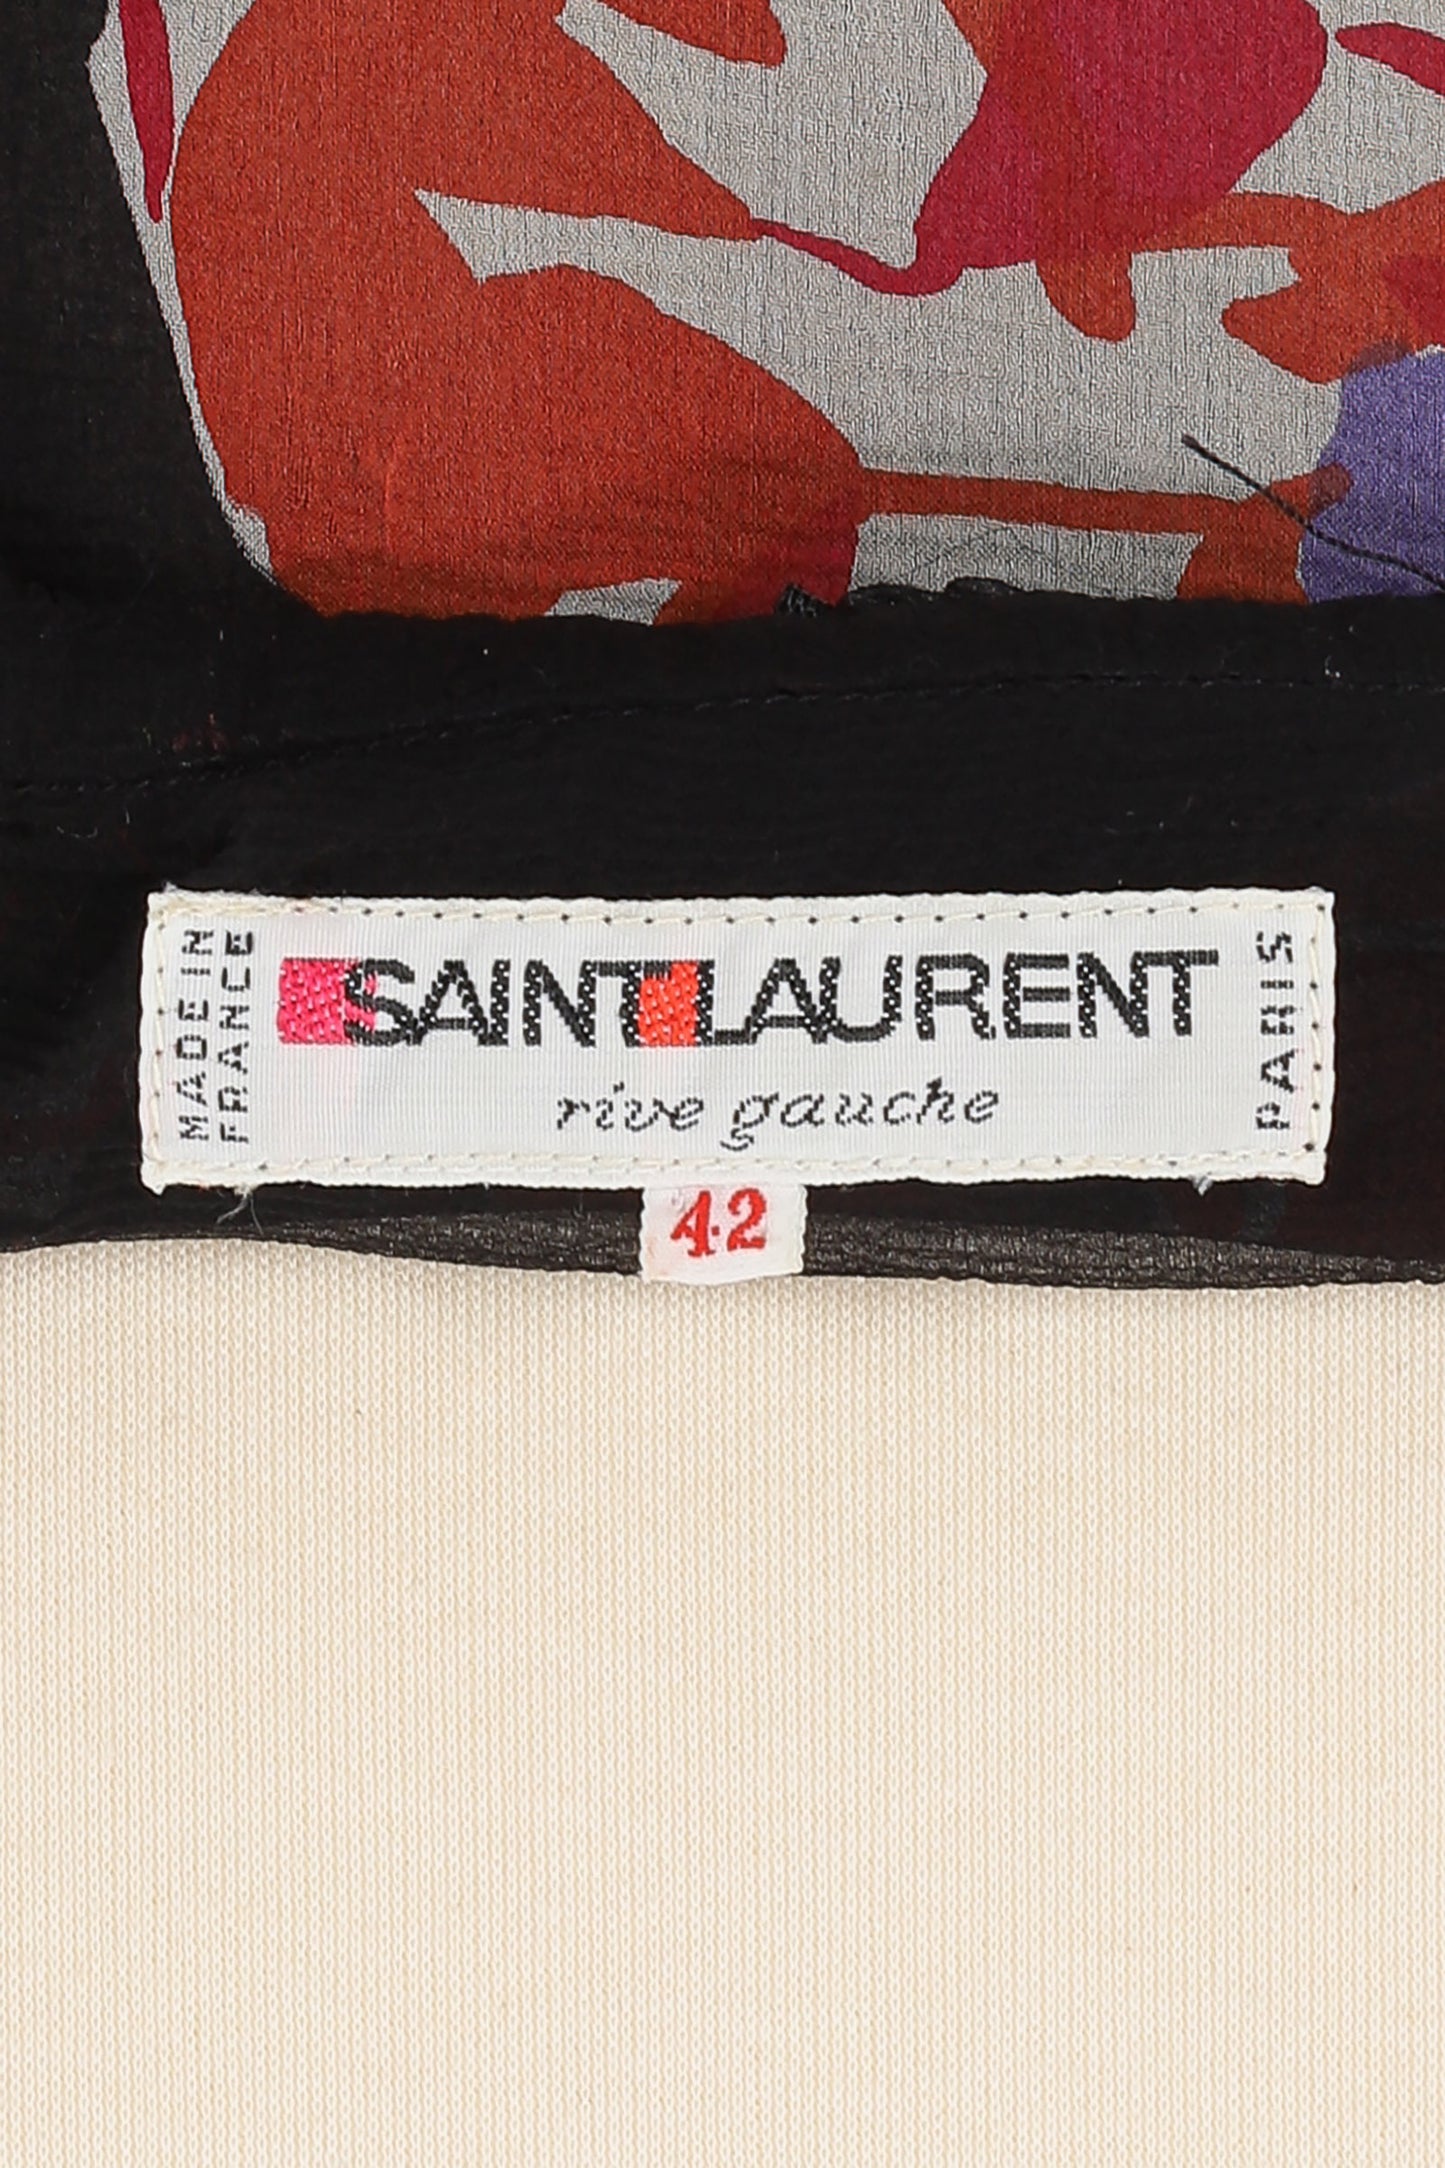 MADE IN
FRANCE
SAINT LAURENT
rive gauche
PARIS
42